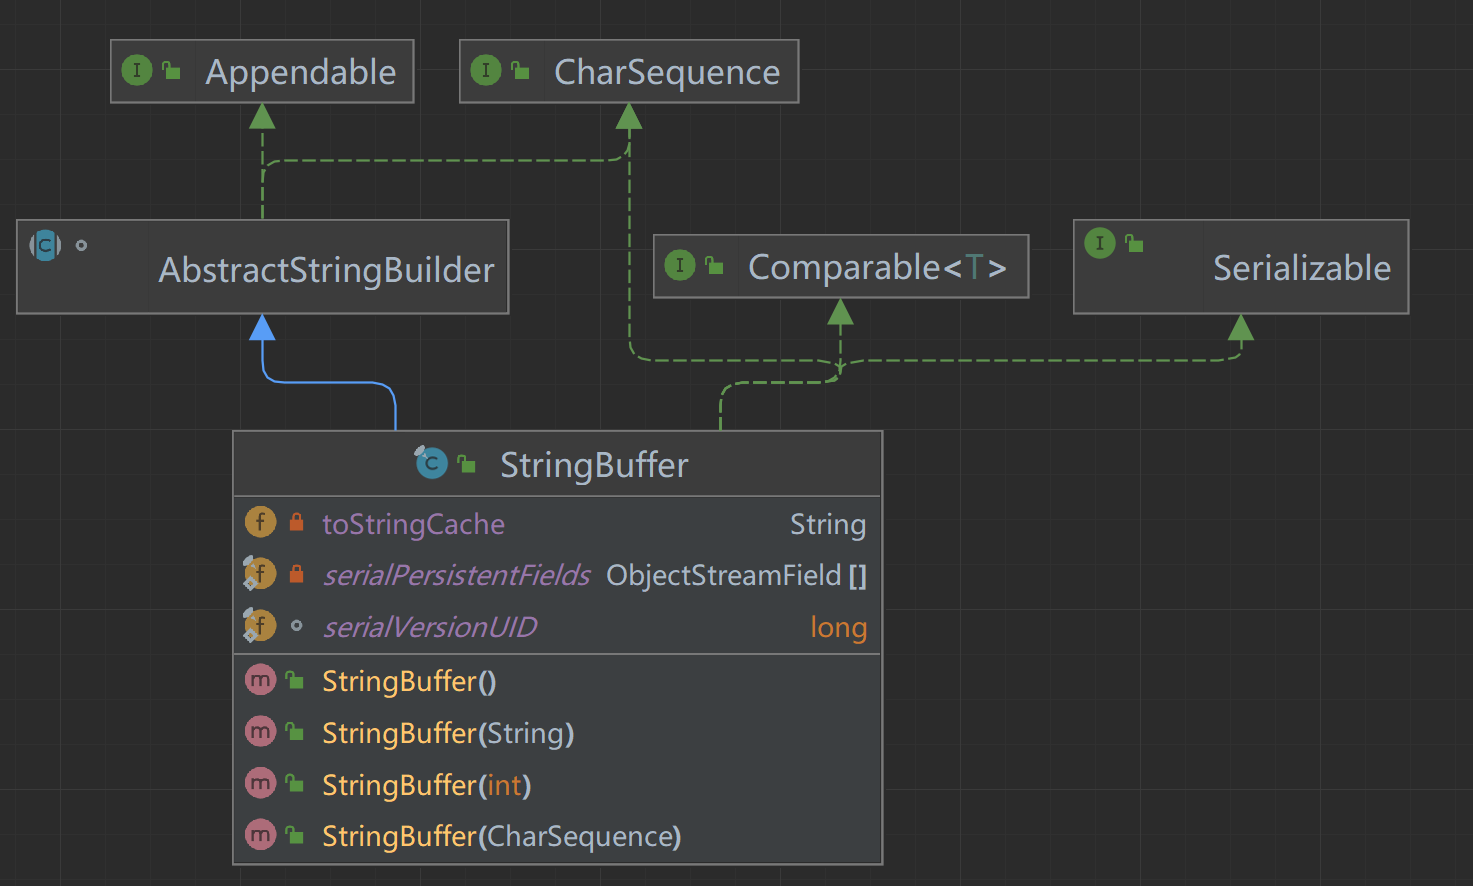 I Appendable
I CharSequence
C AbstractStringBuilder
I Comparable<T>
I Serializable
C StringBuffer
f toStringCache String
f serialPersistentFields ObjectStreamField []
f serialVersionUID long
m StringBuffer()
m StringBuffer(String)
m StringBuffer(int)
m StringBuffer(CharSequence)